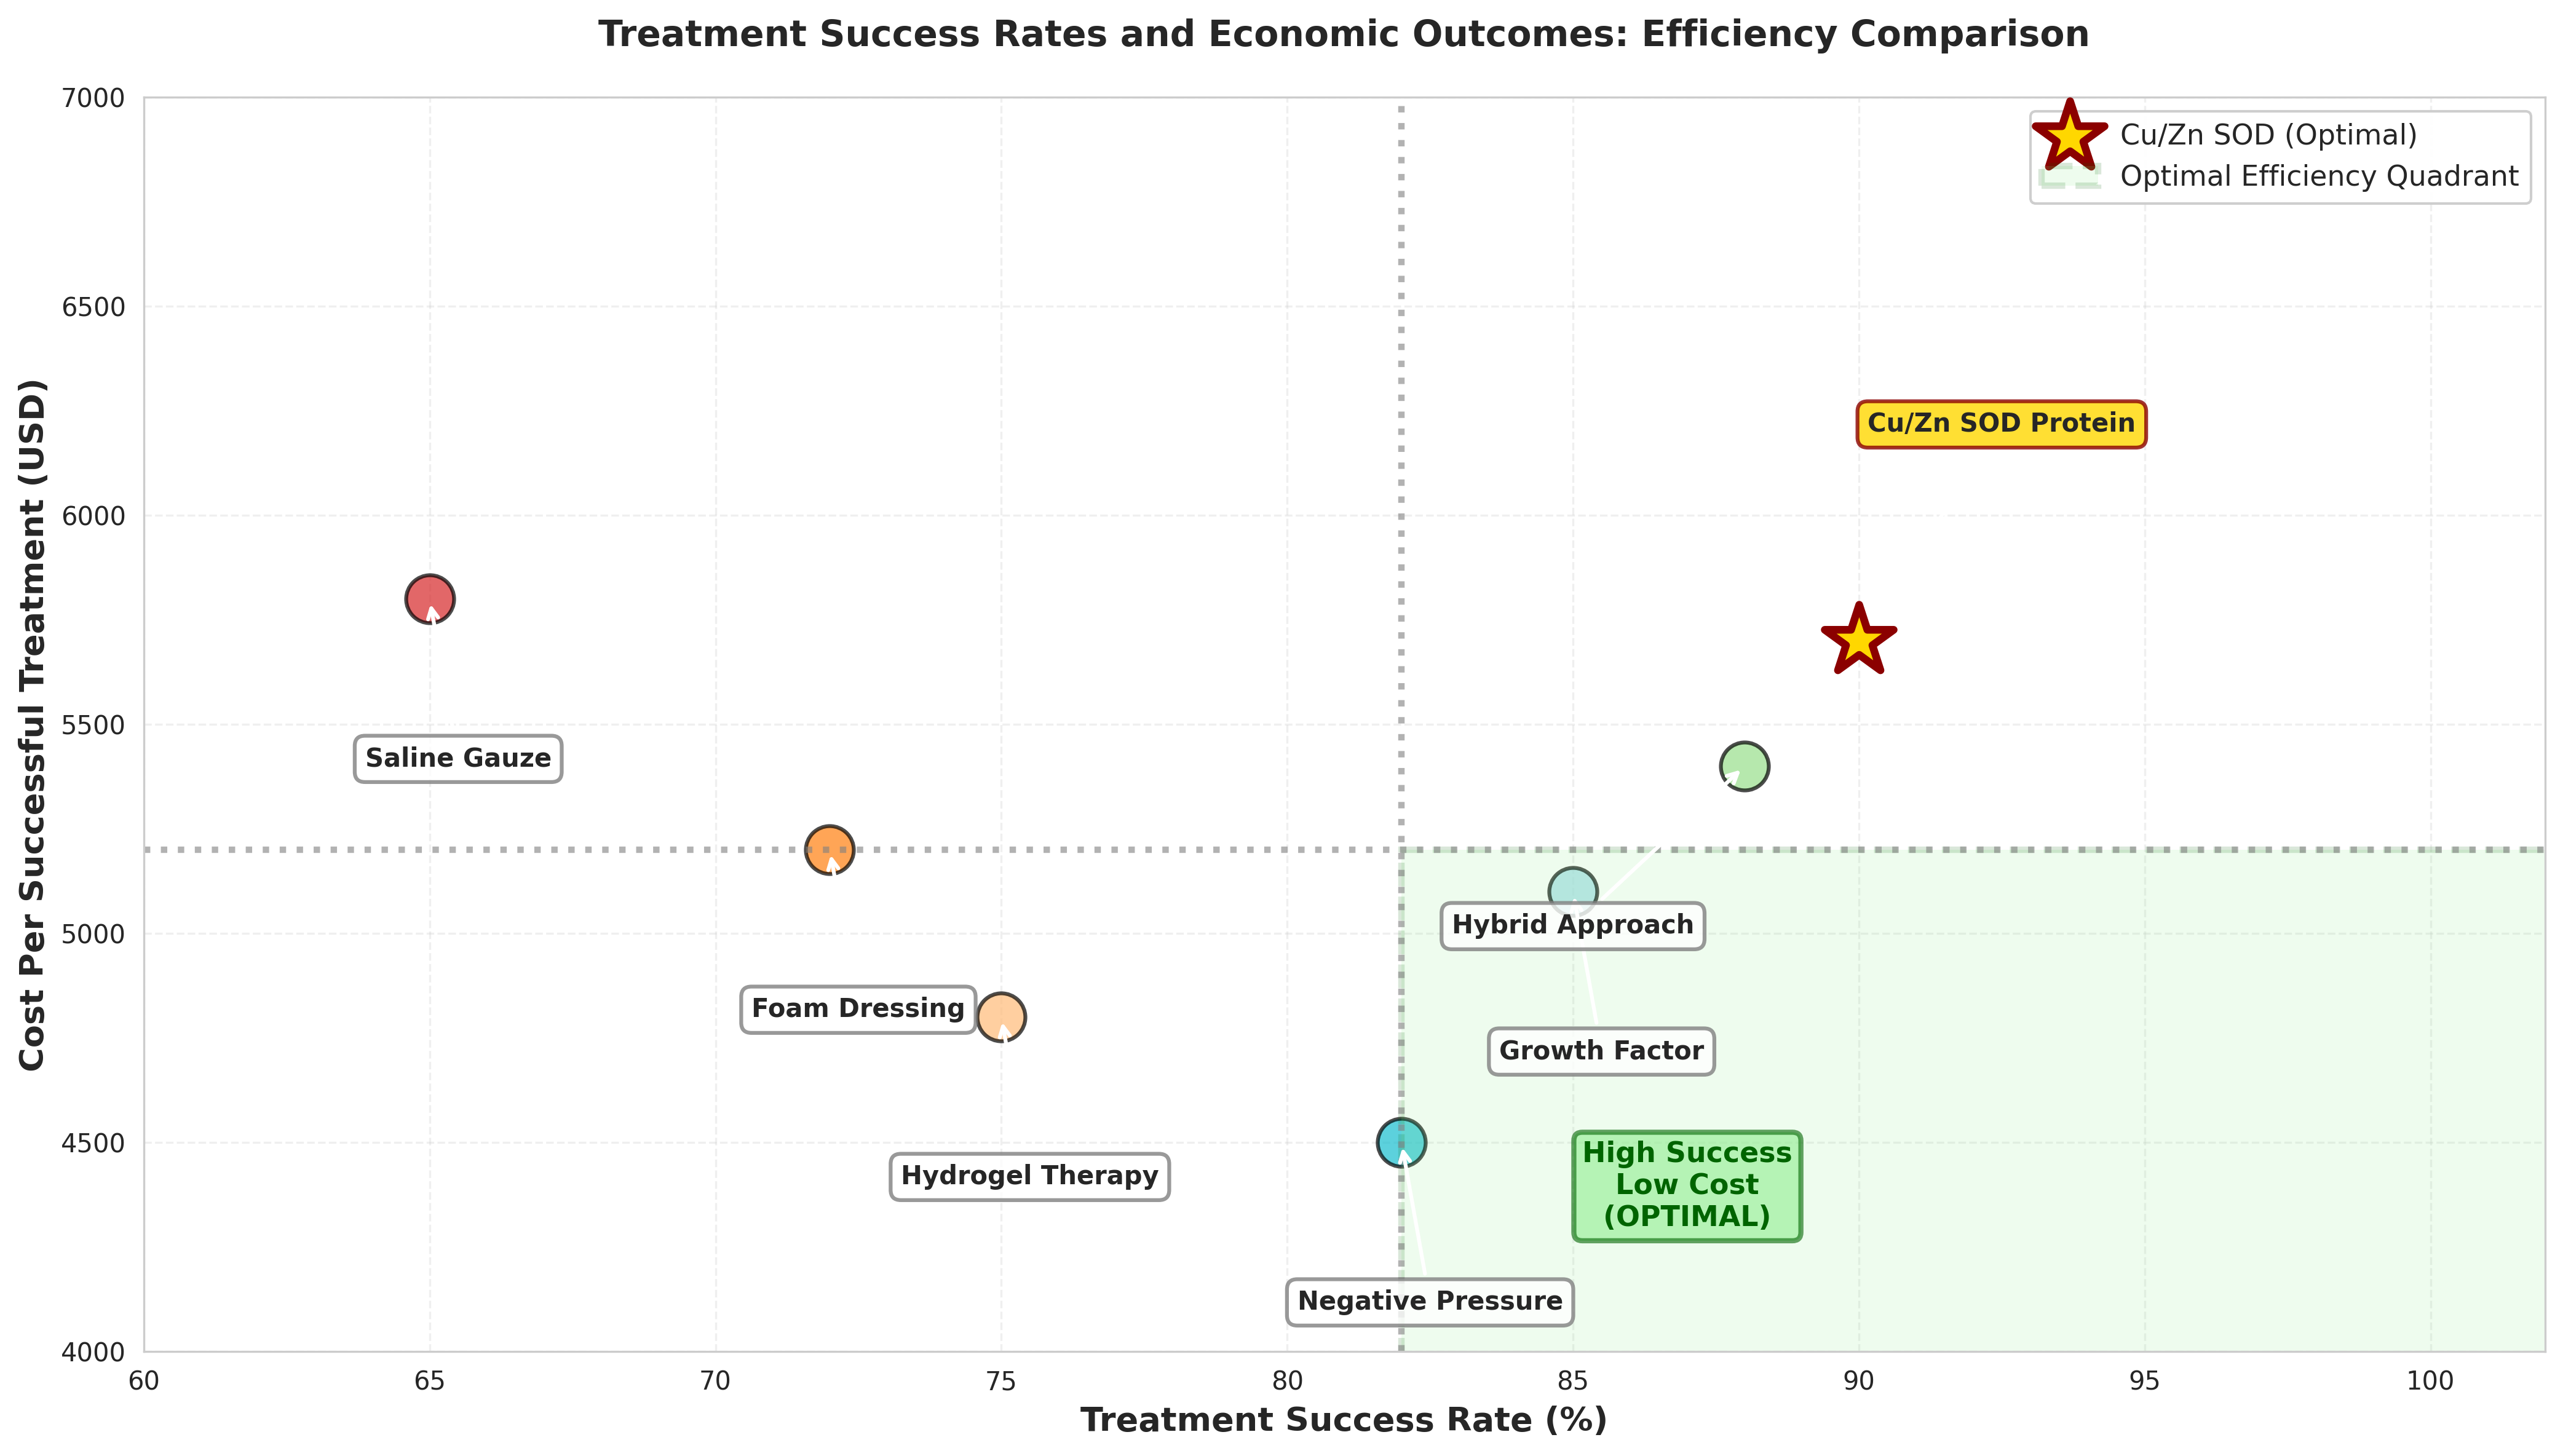 Treatment Success Rates and Economic Outcomes: Efficiency Comparison
Cost Per Successful Treatment (USD)
7000
6500
6000
5500
5000
4500
4000
Cu/Zn SOD (Optimal)
Optimal Efficiency Quadrant
Cu/Zn SOD Protein
Saline Gauze
Hybrid Approach
Foam Dressing
Growth Factor
Hydrogel Therapy
High Success
Low Cost
(OPTIMAL)
Negative Pressure
60
65
70
75
80
85
90
95
100
Treatment Success Rate (%)